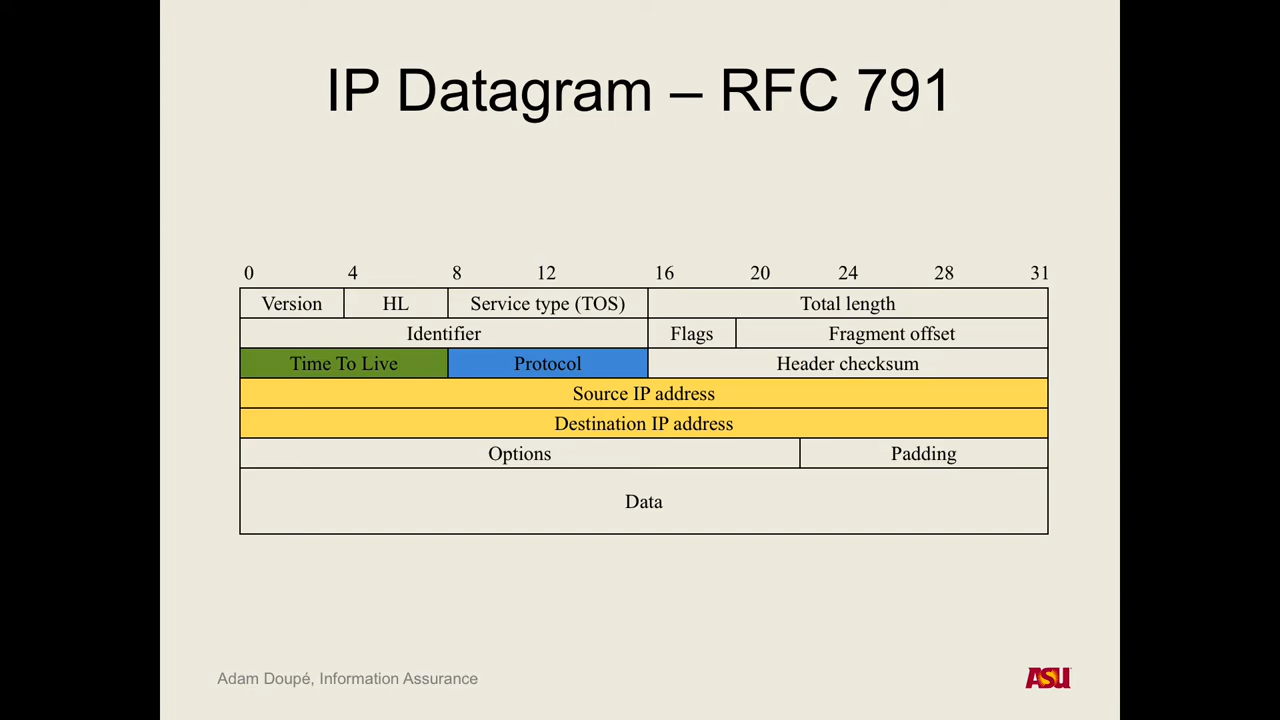 IP Datagram – RFC 791
0 4 8 12 16 20 24 28 31
Version HL Service type (TOS) Total length
Identifier Flags Fragment offset
Time To Live Protocol Header checksum
Source IP address
Destination IP address
Options Padding
Data
Adam Doupé, Information Assurance ASU